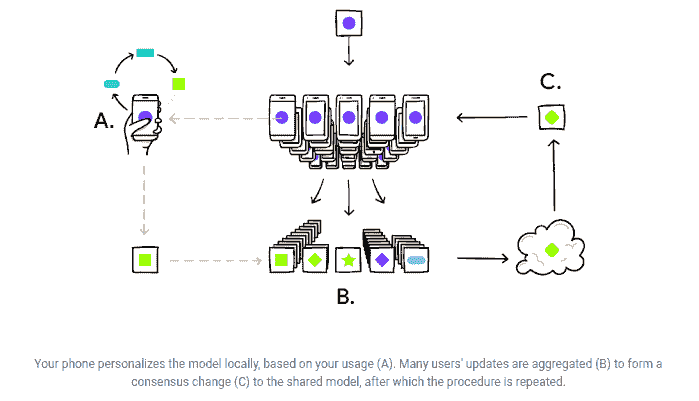 C.
A.
B.
Your phone personalizes the model locally, based on your usage (A). Many users' updates are aggregated (B) to form a
consensus change (C) to the shared model, after which the procedure is repeated.